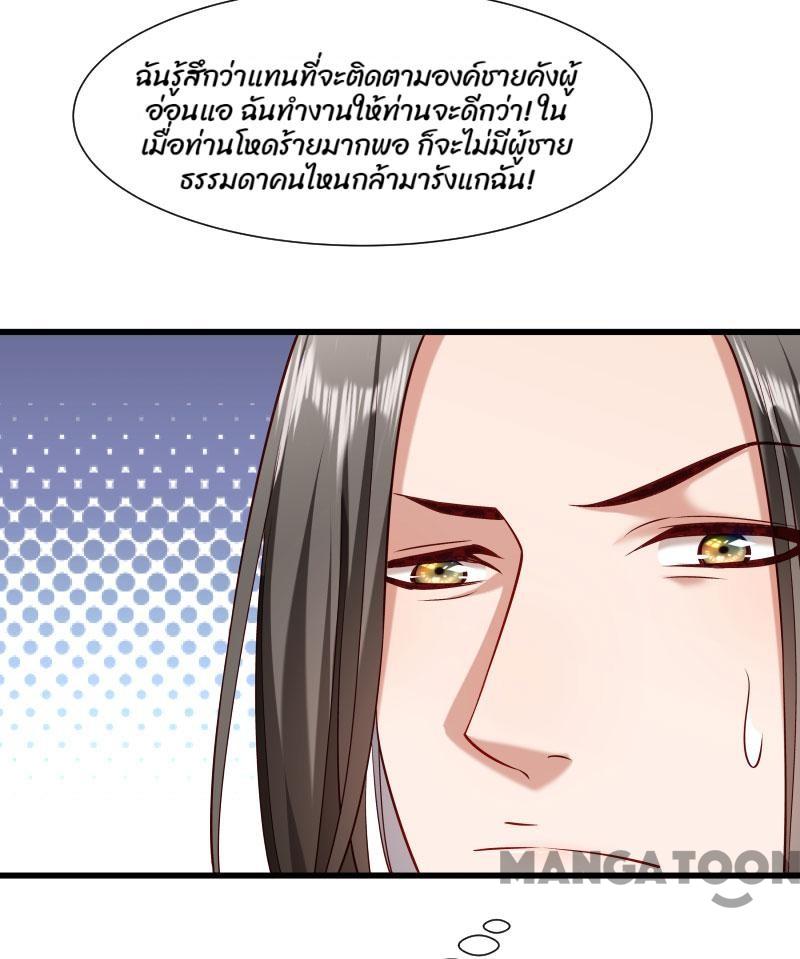 ฉันรู้สึกว่าแทนที่จะติดตามองค์ชายคังผู้
อ่อนแอ ฉันทำงานให้ท่านจะดีกว่า! ใน
เมื่อท่านโหดร้ายมากพอ ก็จะไม่มีผู้ชาย
ธรรมดาคนไหนกล้ามารังแกฉัน!
MANGATOON